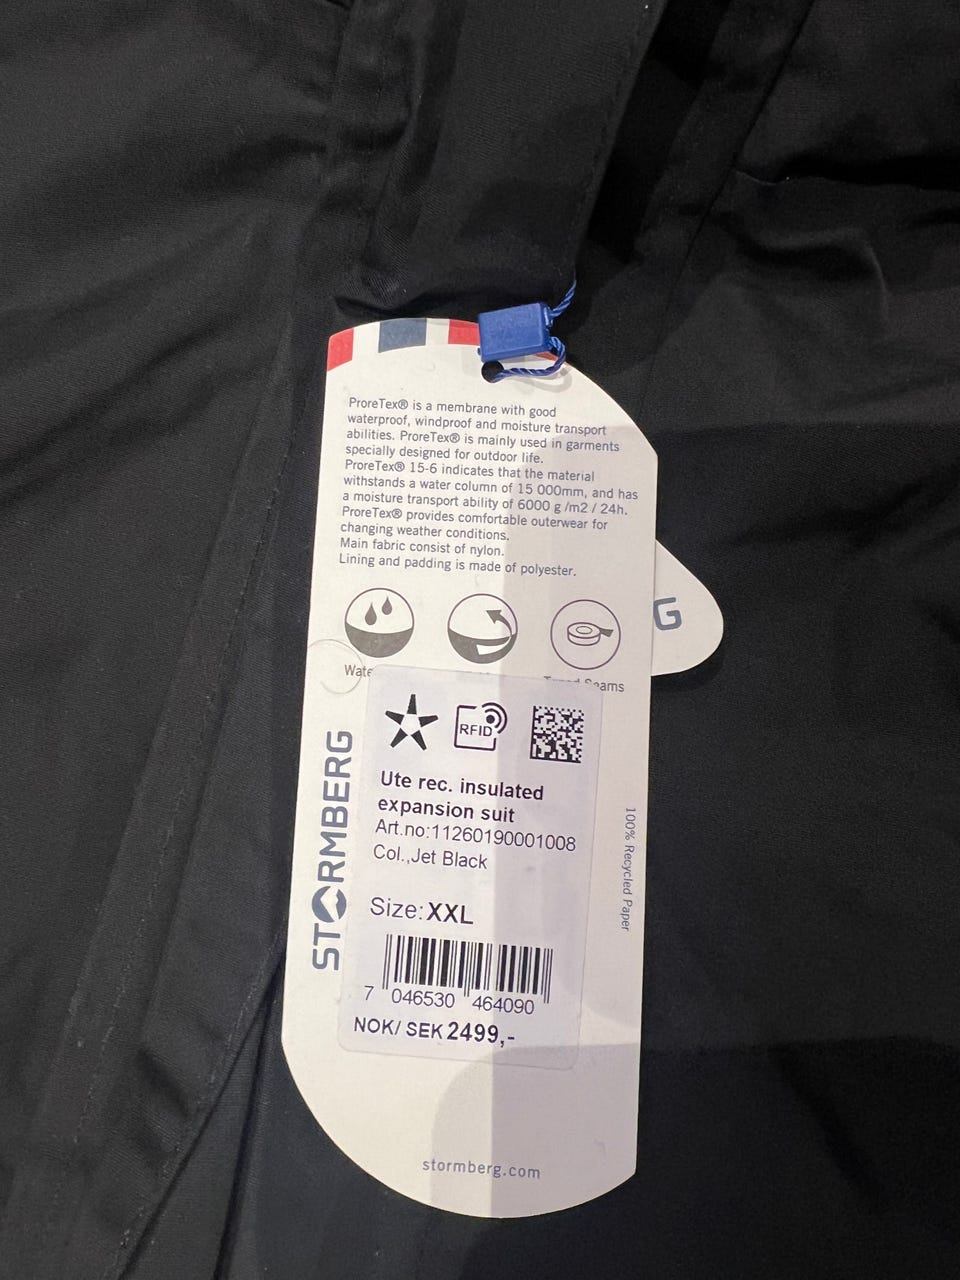 ProreTex® is a membrane with good
waterproof, windproof and moisture transport
abilities. ProreTex® is mainly used in garments
specially designed for outdoor life.
ProreTex® 15-6 indicates that the material
withstands a water column of 15 000mm, and has
a moisture transport ability of 6000 g /m2 / 24h.
ProreTex® provides comfortable outerwear for
changing weather conditions.
Main fabric consist of nylon.
Lining and padding is made of polyester.
G
RFID
Ute rec. insulated
expansion suit
Art.no:11260190001008
Col.,Jet Black
Size:XXL
7 046530 464090
NOK/ SEK 2499,-
STORMBERG
100% Recycled Paper
stormberg.com